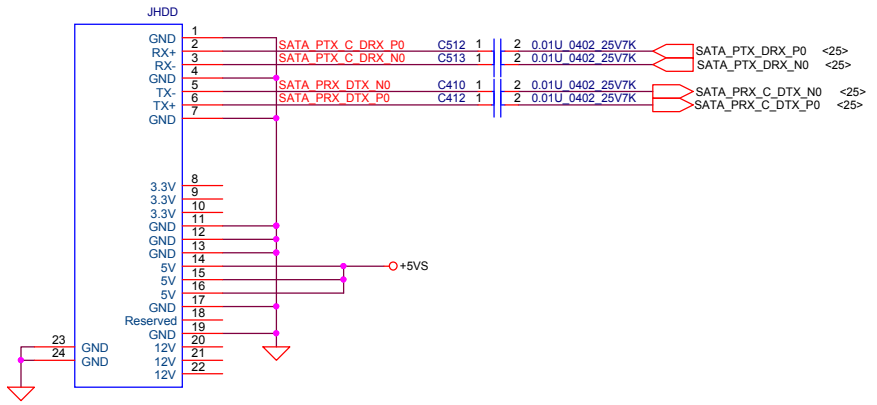 JHDD
GND 1
RX+ 2 SATA_PTX_C_DRX_P0 C512 1 2 0.01U_0402_25V7K SATA_PTX_DRX_P0 <25>
RX- 3 SATA_PTX_C_DRX_N0 C513 1 2 0.01U_0402_25V7K SATA_PTX_DRX_N0 <25>
GND 4
TX- 5 SATA_PRX_DTX_N0 C410 1 2 0.01U_0402_25V7K SATA_PRX_C_DTX_N0 <25>
TX+ 6 SATA_PRX_DTX_P0 C412 1 2 0.01U_0402_25V7K SATA_PRX_C_DTX_P0 <25>
GND 7
3.3V 8
3.3V 9
3.3V 10
GND 11
GND 12
GND 13
5V 14 +5VS
5V 15
5V 16
GND 17
Reserved 18
GND 19
23 GND 12V 20
24 GND 12V 21
12V 22